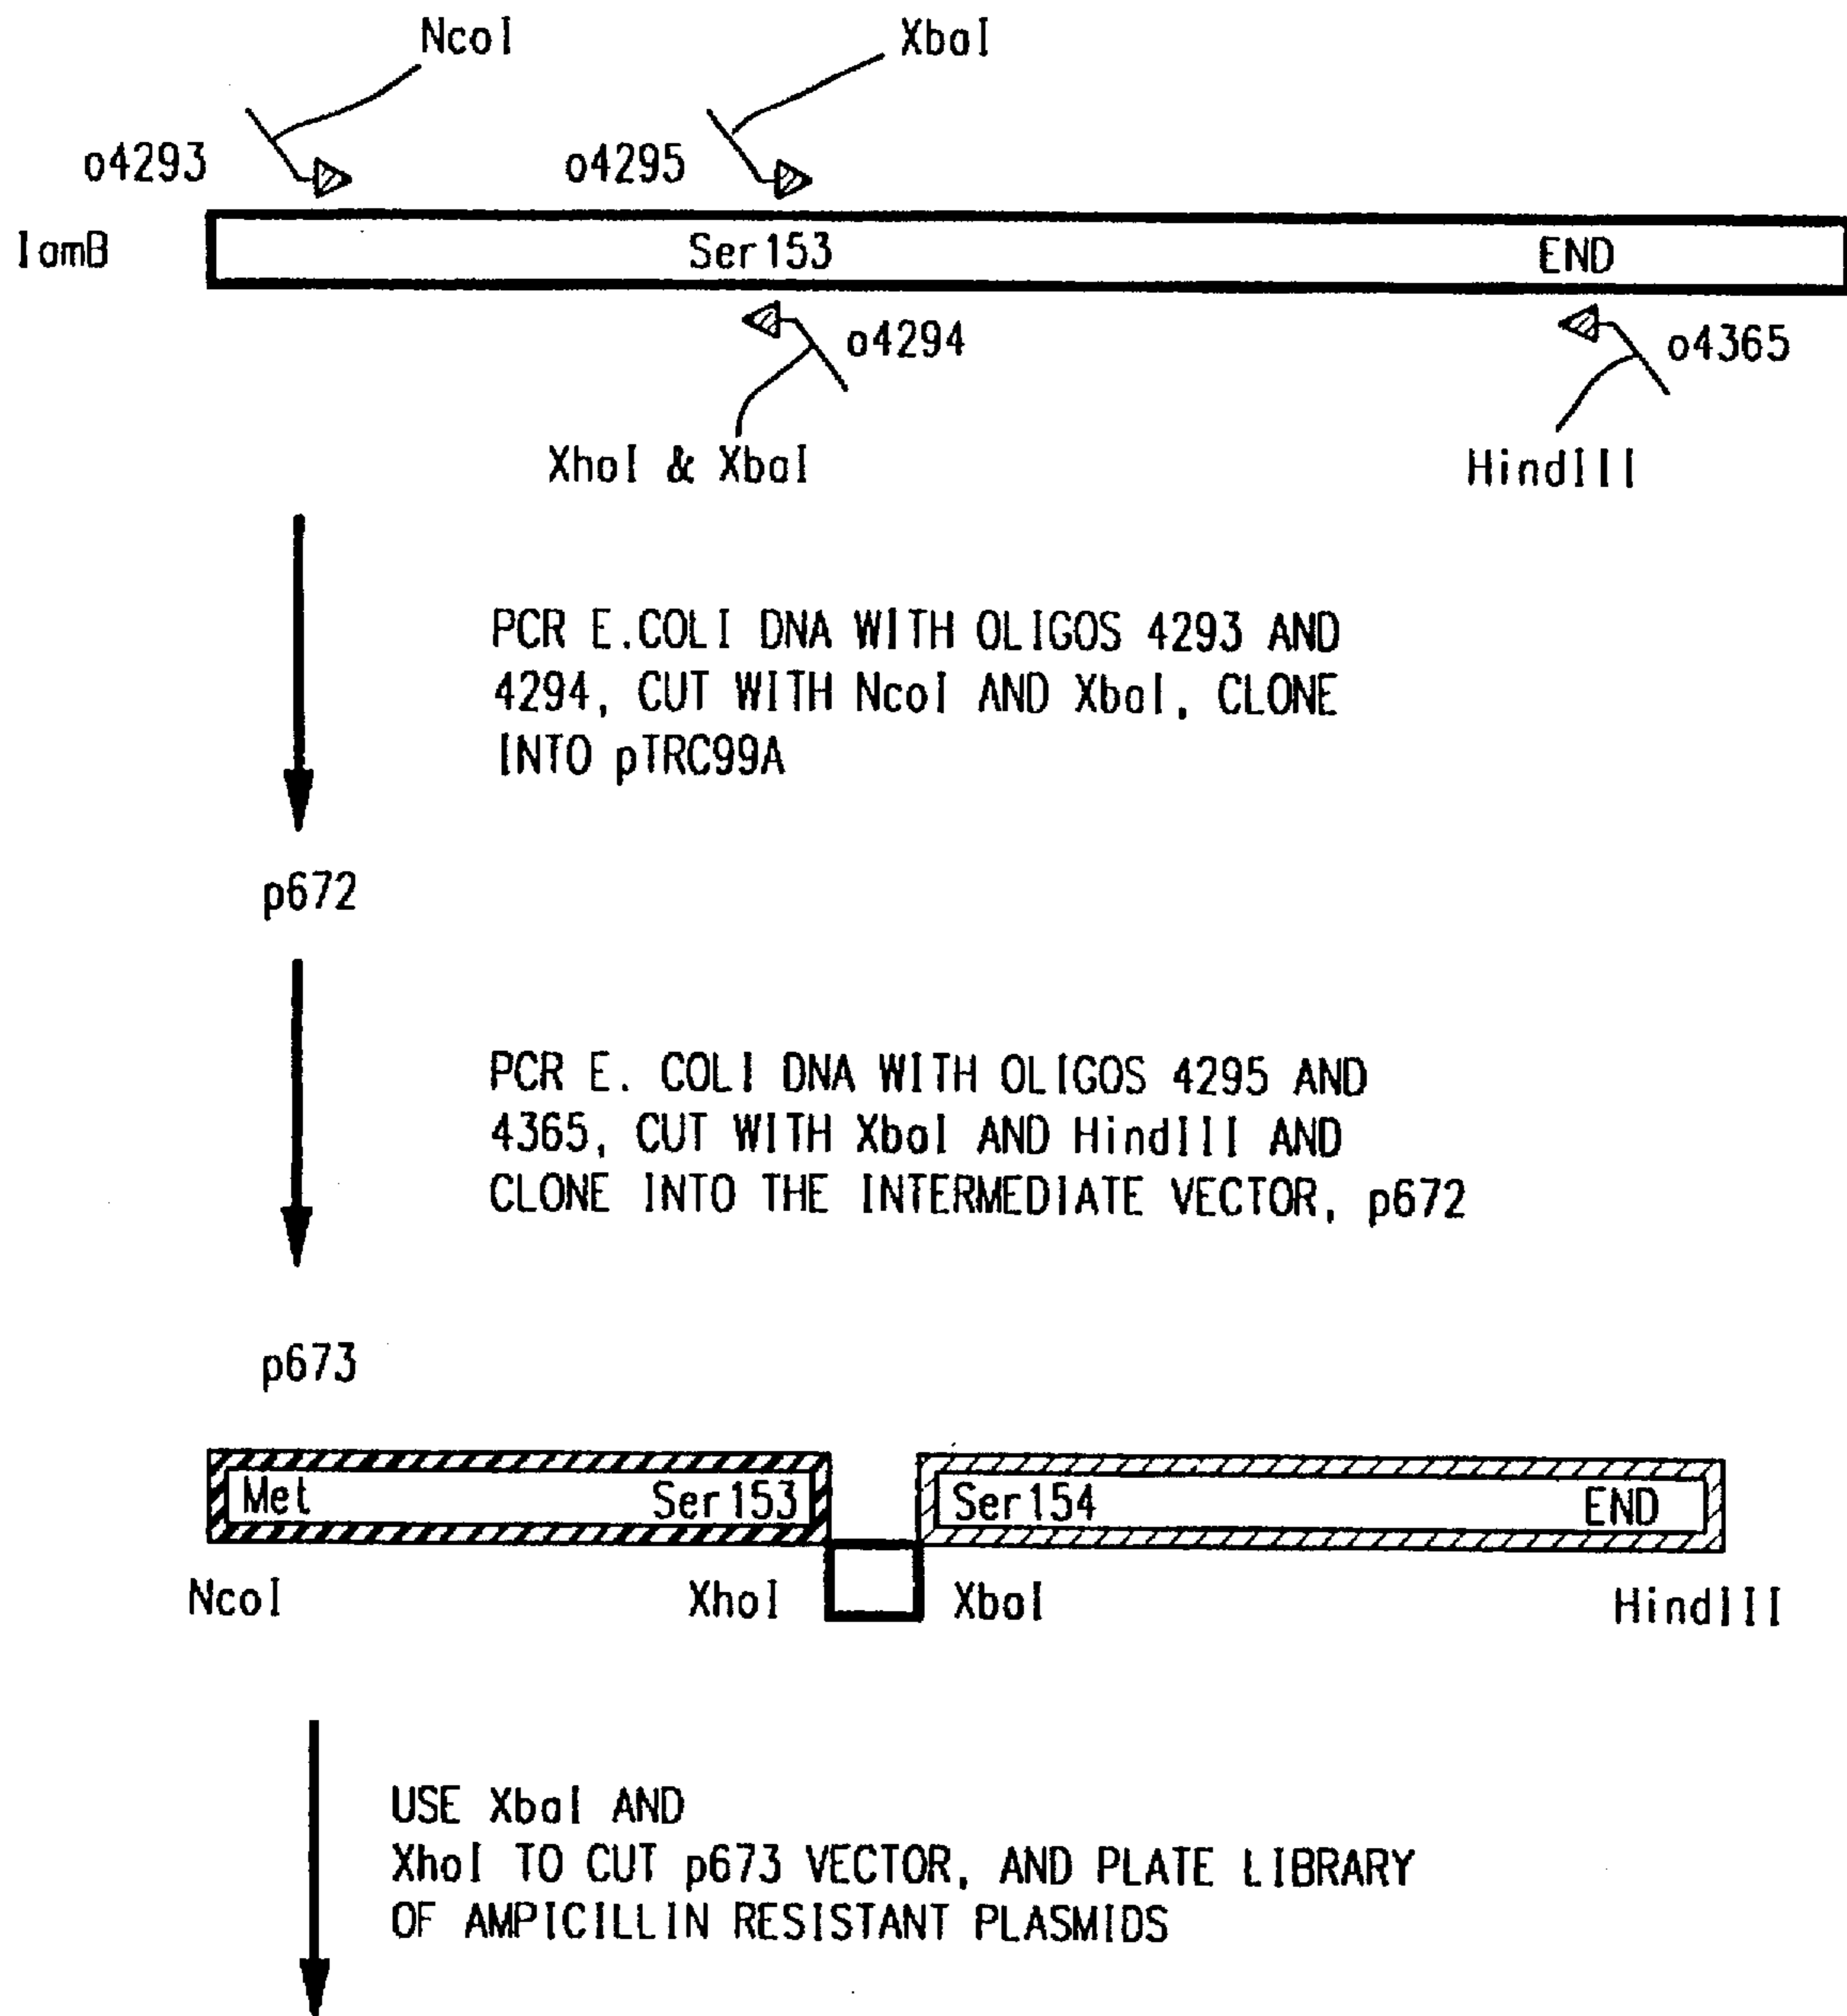 NcoI
XbaI
o4293
o4295
lamB
Ser153
END
o4294
o4365
XhoI & XbaI
HindIII
PCR E.COLI DNA WITH OLIGOS 4293 AND
4294, CUT WITH NcoI AND XbaI, CLONE
INTO pTRC99A
p672
PCR E. COLI DNA WITH OLIGOS 4295 AND
4365, CUT WITH XbaI AND HindIII AND
CLONE INTO THE INTERMEDIATE VECTOR, p672
p673
Met
Ser153
Ser154
END
NcoI
XhoI
XbaI
HindIII
USE XbaI AND
XhoI TO CUT p673 VECTOR, AND PLATE LIBRARY
OF AMPICILLIN RESISTANT PLASMIDS